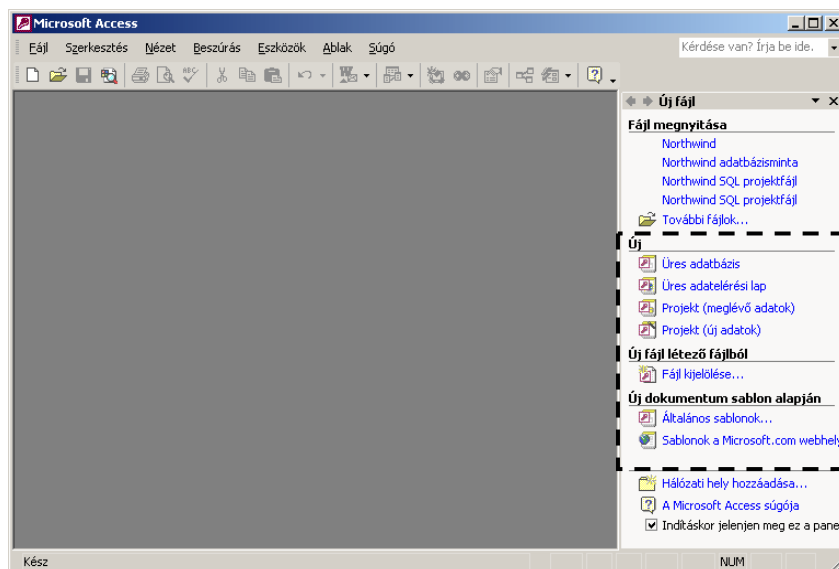 Microsoft Access
Fájl Szerkesztés Nézet Beszúrás Eszközök Ablak Súgó
Kérdése van? Írja be ide.
Új fájl
Fájl megnyitása
Northwind
Northwind adatbázisminta
Northwind SQL projektfájl
Northwind SQL projektfájl
További fájlok...
Új
Üres adatbázis
Üres adatelérési lap
Projekt (meglévő adatok)
Projekt (új adatok)
Új fájl létező fájlból
Fájl kijelölése...
Új dokumentum sablon alapján
Általános sablonok...
Sablonok a Microsoft.com webhely
Hálózati hely hozzáadása...
A Microsoft Access súgója
Indításkor jelenjen meg ez a pane
Kész NUM